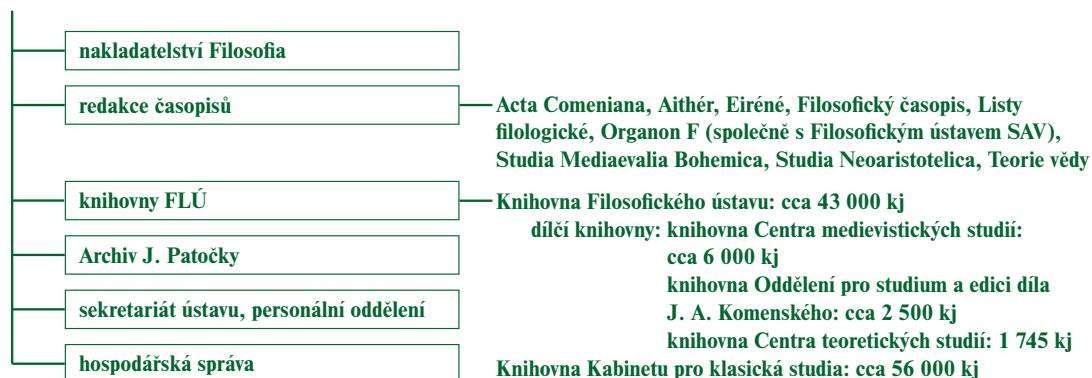 nakladatelství Filosofia
redakce časopisů
Acta Comeniana, Aithér, Eiréné, Filosofický časopis, Listy
filologické, Organon F (společně s Filosofickým ústavem SAV),
Studia Mediaevalia Bohemica, Studia Neoaristotelica, Teorie vědy
knihovny FLÚ
Knihovna Filosofického ústavu: cca 43 000 kj
dílčí knihovny: knihovna Centra medievistických studií:
cca 6 000 kj
knihovna Oddělení pro studium a edici díla
J. A. Komenského: cca 2 500 kj
knihovna Centra teoretických studií: 1 745 kj
Knihovna Kabinetu pro klasická studia: cca 56 000 kj
Archiv J. Patočky
sekretariát ústavu, personální oddělení
hospodářská správa